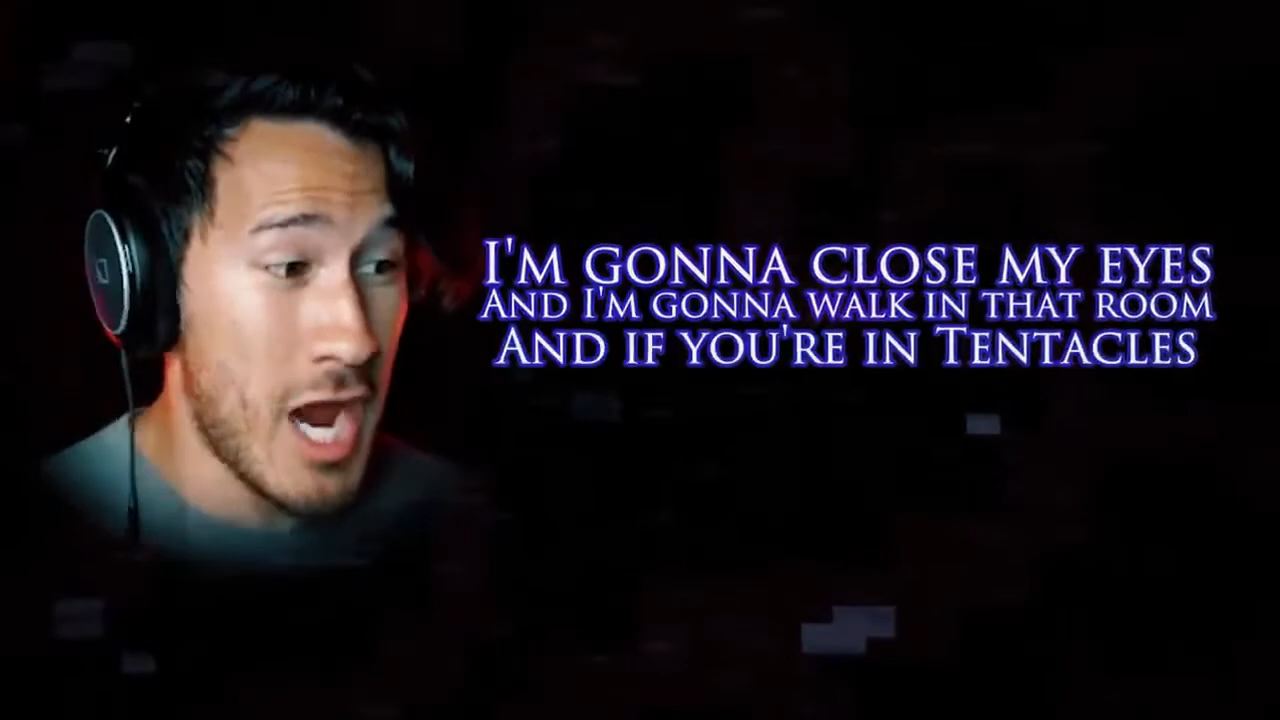 I'm gonna close my eyes
And I'm gonna walk in that room
And if you're in Tentacles